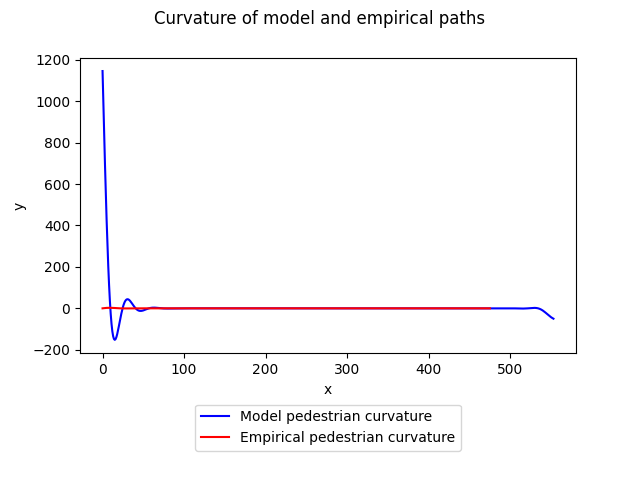 Curvature of model and empirical paths
1200
1000
800
600
400
200
0
−200
y
0 100 200 300 400 500
x
Model pedestrian curvature
Empirical pedestrian curvature